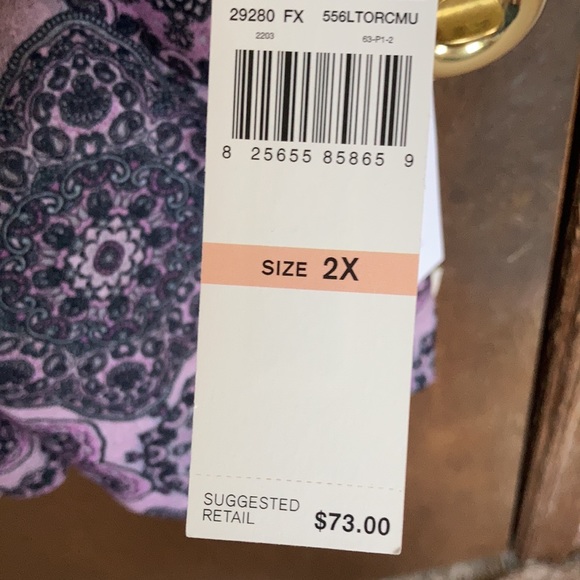 29280 FX 556LTORCMU
2203 63-P1-2
8 25655 85865 9
SIZE 2X
SUGGESTED
RETAIL $73.00